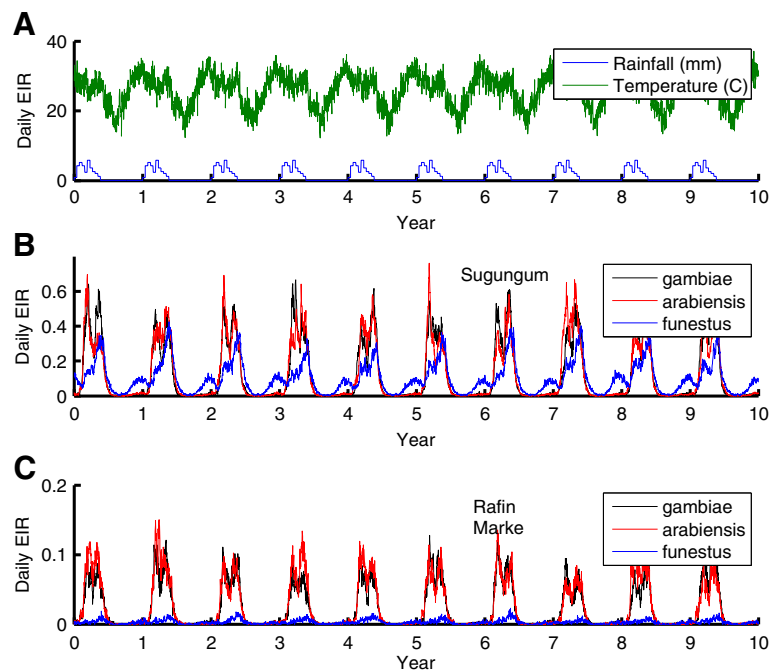 A
40
20
0
Daily EIR
Rainfall (mm)
Temperature (C)
0 1 2 3 4 5 6 7 8 9 10
Year
B
0.6
0.4
0.2
0
Daily EIR
Sugungum
gambiae
arabiensis
funestus
0 1 2 3 4 5 6 7 8 9 10
Year
C
0.2
0.1
0
Daily EIR
Rafin
Marke
gambiae
arabiensis
funestus
0 1 2 3 4 5 6 7 8 9 10
Year